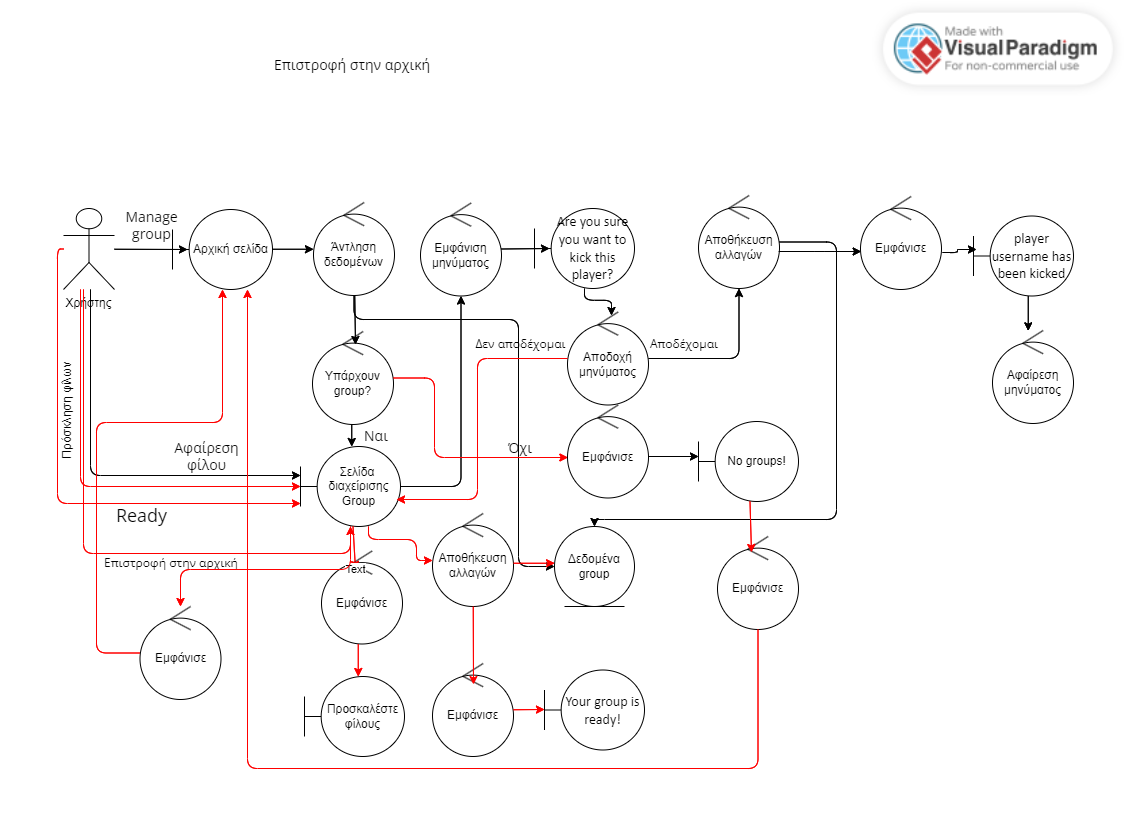 Made with
VisualParadigm
For non-commercial use
Επιστροφή στην αρχική
Manage
group
Αρχική σελίδα
Άντληση
δεδομένων
Εμφάνιση
μηνύματος
Are you sure
you want to
kick this
player?
Αποθήκευση
αλλαγών
Εμφάνισε
player
username has
been kicked
Χρήστης
Δεν αποδέχομαι
Αποδοχή
μηνύματος
Αποδέχομαι
Υπάρχουν
group?
Αφαίρεση
μηνύματος
Πρόσκληση φίλων
Ναι
Αφαίρεση
φίλου
Όχι
Εμφάνισε
No groups!
Σελίδα
διαχείρισης
Group
Ready
Επιστροφή στην αρχική
Text
Αποθήκευση
αλλαγών
Δεδομένα
group
Εμφάνισε
Εμφάνισε
Εμφάνισε
Προσκαλέστε
φίλους
Εμφάνισε
Your group is
ready!